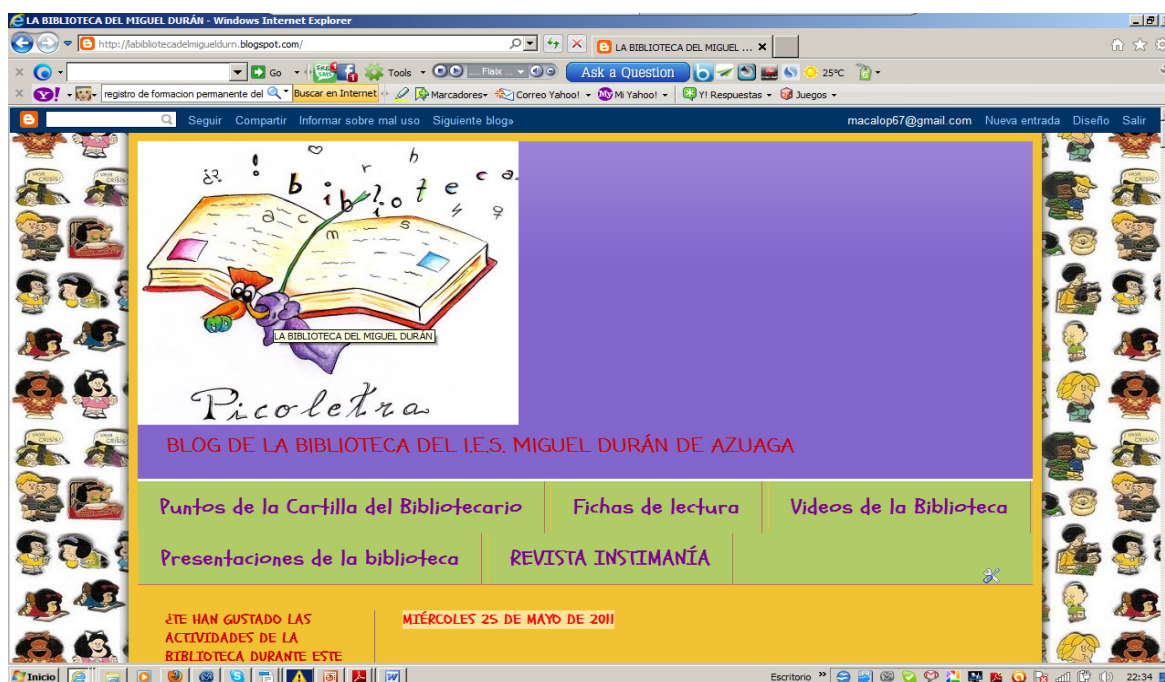 LA BIBLIOTECA DEL MIGUEL DURÁN - Windows Internet Explorer
http://labibliotecadelmigueldurn.blogspot.com/
LA BIBLIOTECA DEL MIGUEL ...
Go
FREE SMS
Tools
Flaix ...
Ask a Question
25°C
registro de formacion permanente del
Buscar en Internet
Marcadores
Correo Yahoo!
Mi Yahoo!
Y! Respuestas
Juegos
Seguir Compartir Informar sobre mal uso Siguiente blog»
macalop67@gmail.com Nueva entrada Diseño Salir
biblioteca.
LA BIBLIOTECA DEL MIGUEL DURÁN
Picoletra
BLOG DE LA BIBLIOTECA DEL I.E.S. MIGUEL DURÁN DE AZUAGA
Puntos de la Cartilla del Bibliotecario Fichas de lectura Videos de la Biblioteca
Presentaciones de la biblioteca REVISTA INSTIMANÍA
¿TE HAN GUSTADO LAS
ACTIVIDADES DE LA
BIBLIOTECA DURANTE ESTE
MIÉRCOLES 25 DE MAYO DE 2011
Inicio
Escritorio
22:34